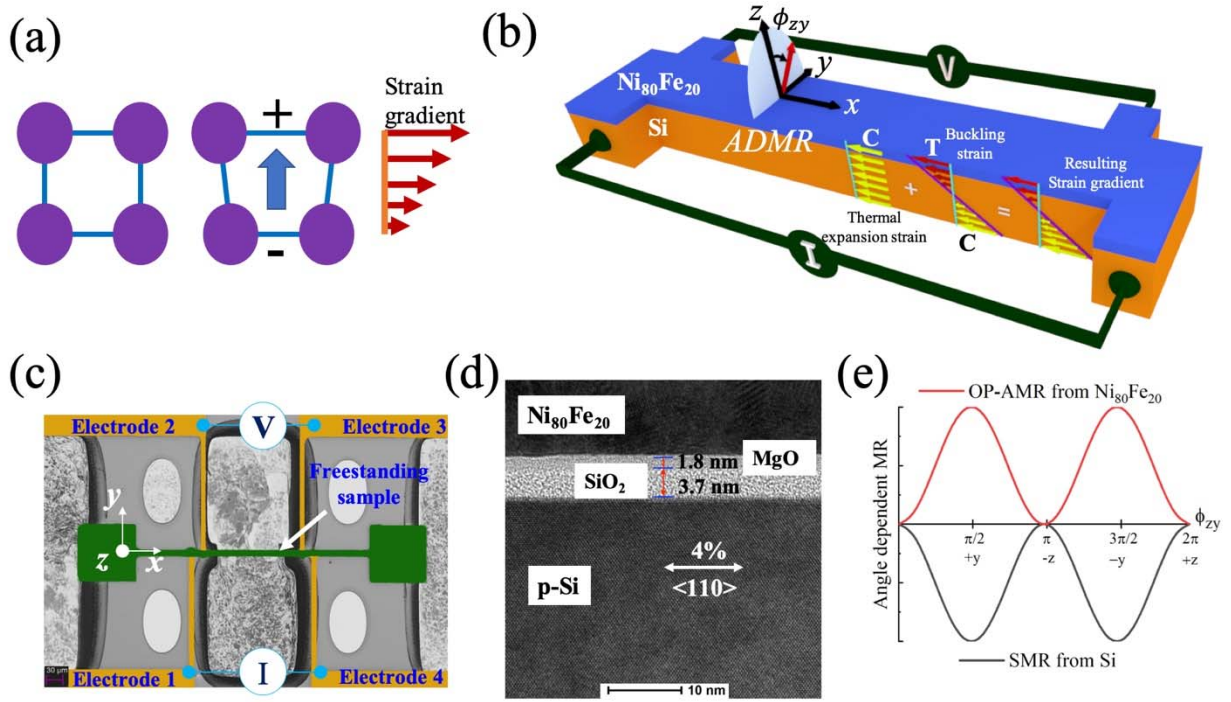 (a)
+
-
Strain
gradient
(b)
z
ϕzy
y
x
V
Ni80Fe20
Si
ADMR
C
T
Buckling
strain
Resulting
Strain gradient
+
=
Thermal
expansion strain
C
I
(c)
Electrode 2
V
Electrode 3
Freestanding
sample
y
z
x
30 µm
Electrode 1
I
Electrode 4
(d)
Ni80Fe20
1.8 nm
MgO
SiO2
3.7 nm
4%
<110>
p-Si
10 nm
(e)
OP-AMR from Ni80Fe20
Angle dependent MR
ϕzy
π/2
π
3π/2
2π
+y
-z
−y
+z
SMR from Si